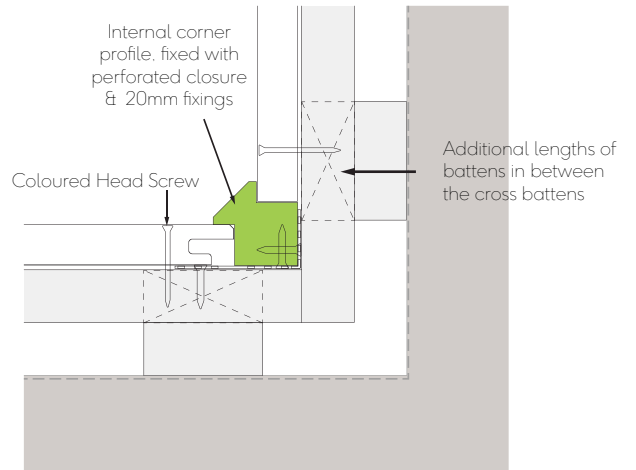 Internal corner
profile, fixed with
perforated closure
& 20mm fixings
Coloured Head Screw
Additional lengths of
battens in between
the cross battens